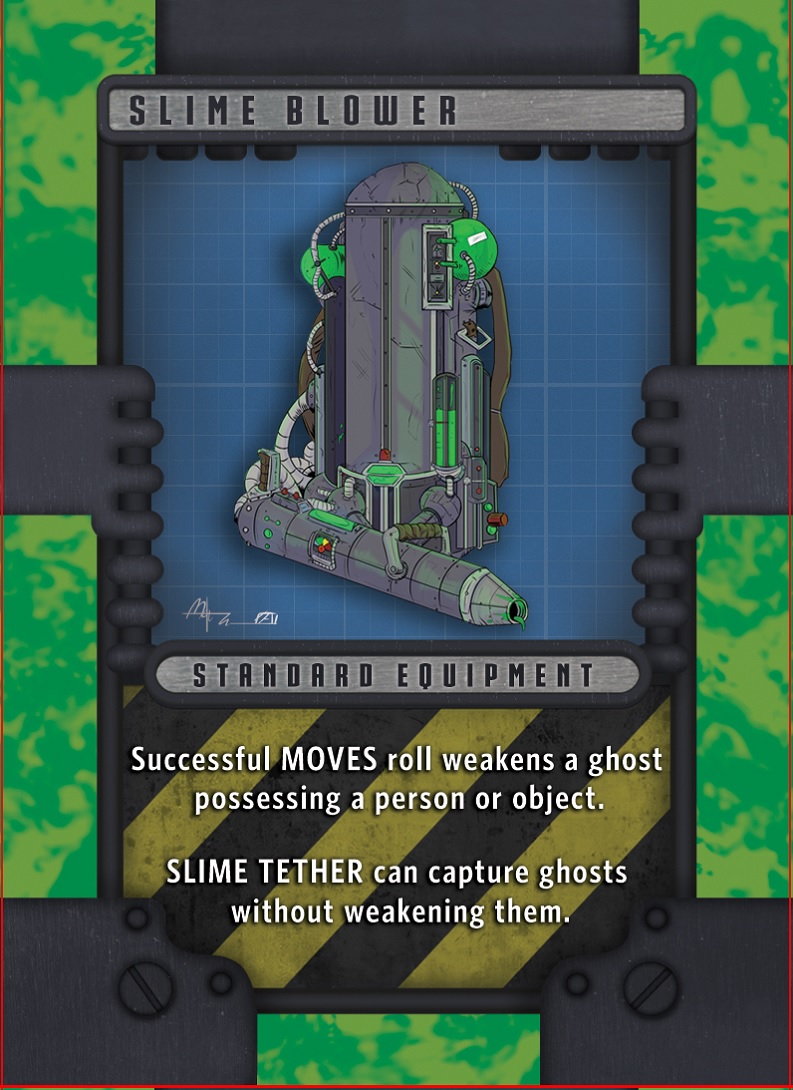 SLIME BLOWER
STANDARD EQUIPMENT
Successful MOVES roll weakens a ghost
possessing a person or object.
SLIME TETHER can capture ghosts
without weakening them.